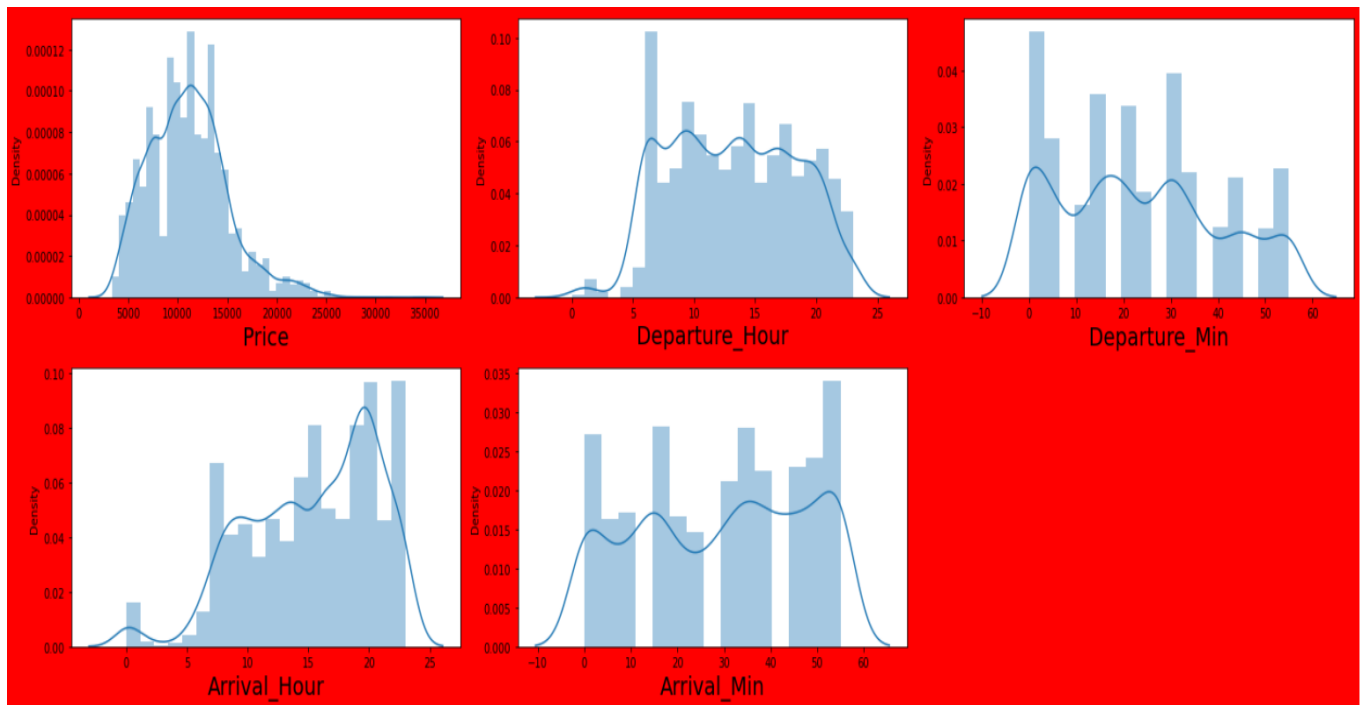 0.00012
0.00010
0.00008
0.00006
0.00004
0.00002
0.00000
Density
0 5000 10000 15000 20000 25000 30000 35000
Price
0.10
0.08
0.06
0.04
0.02
0.00
Density
0 5 10 15 20 25
Departure_Hour
0.04
0.03
0.02
0.01
0.00
Density
−10 0 10 20 30 40 50 60
Departure_Min
0.10
0.08
0.06
0.04
0.02
0.00
Density
0 5 10 15 20 25
Arrival_Hour
0.035
0.030
0.025
0.020
0.015
0.010
0.005
0.000
Density
−10 0 10 20 30 40 50 60
Arrival_Min